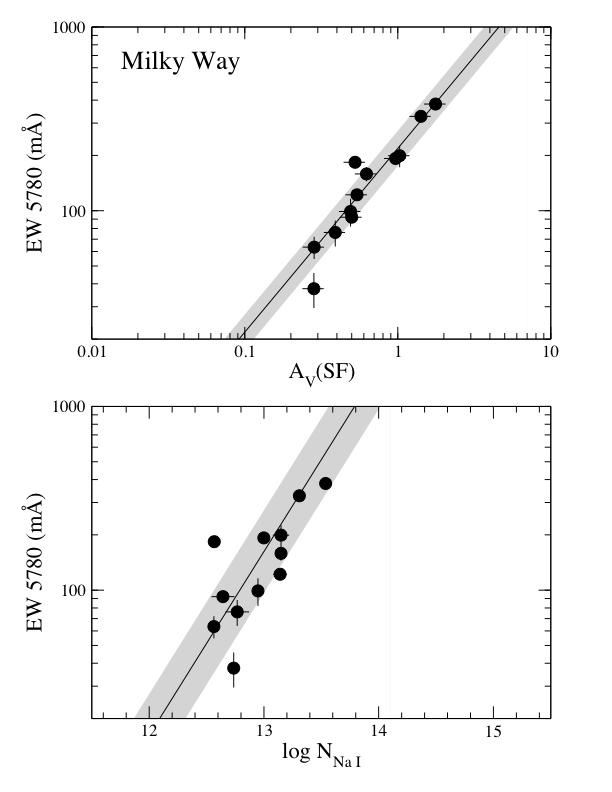 1000
Milky Way
EW 5780 (mÅ)
100
0.01 0.1 1 10
A_V(SF)
1000
EW 5780 (mÅ)
100
12 13 14 15
log N_Na I